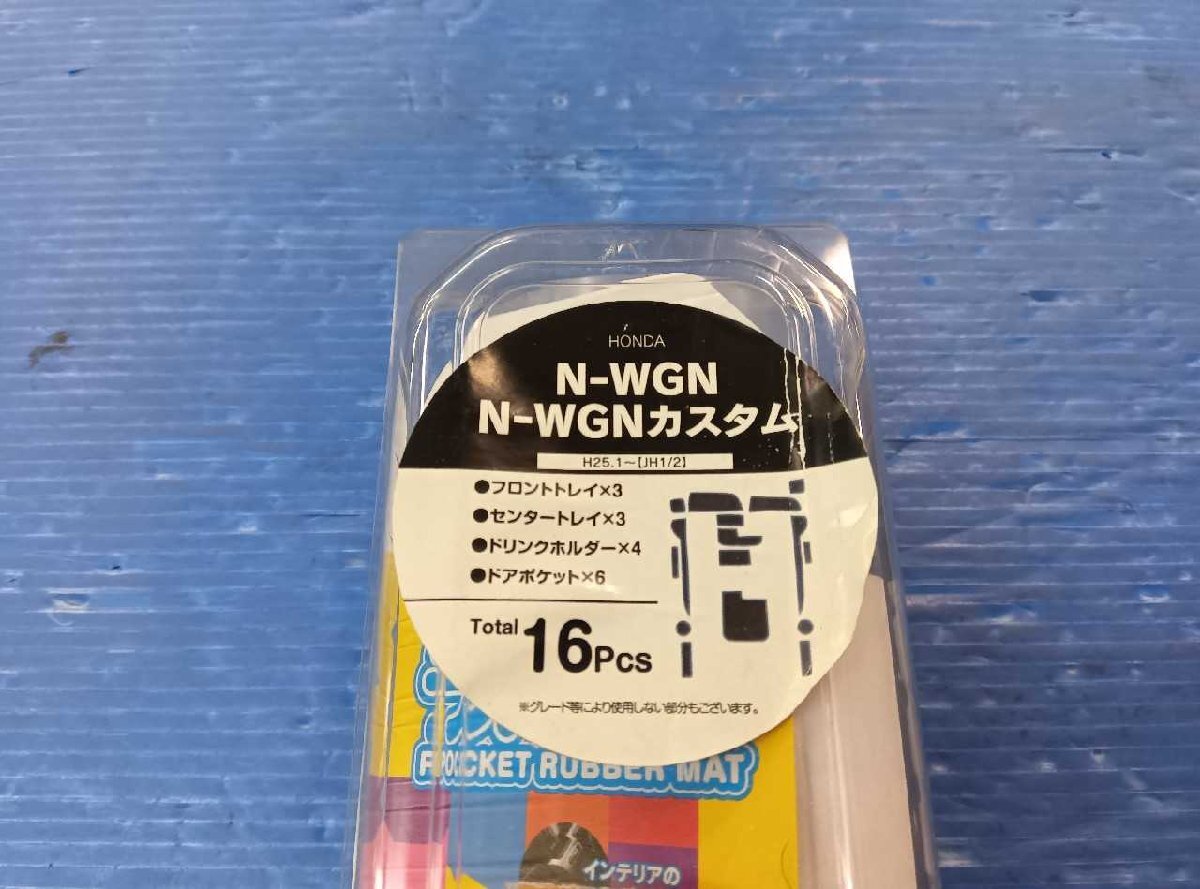 HONDA
N-WGN
N-WGNカスタム
H25.1～[JH1/2]
●フロントトレイ×3
●センタートレイ×3
●ドリンクホルダー×4
●ドアポケット×6
Total 16Pcs
※グレード等により使用しない部分もございます。
POCKET RUBBER MAT
インテリアの